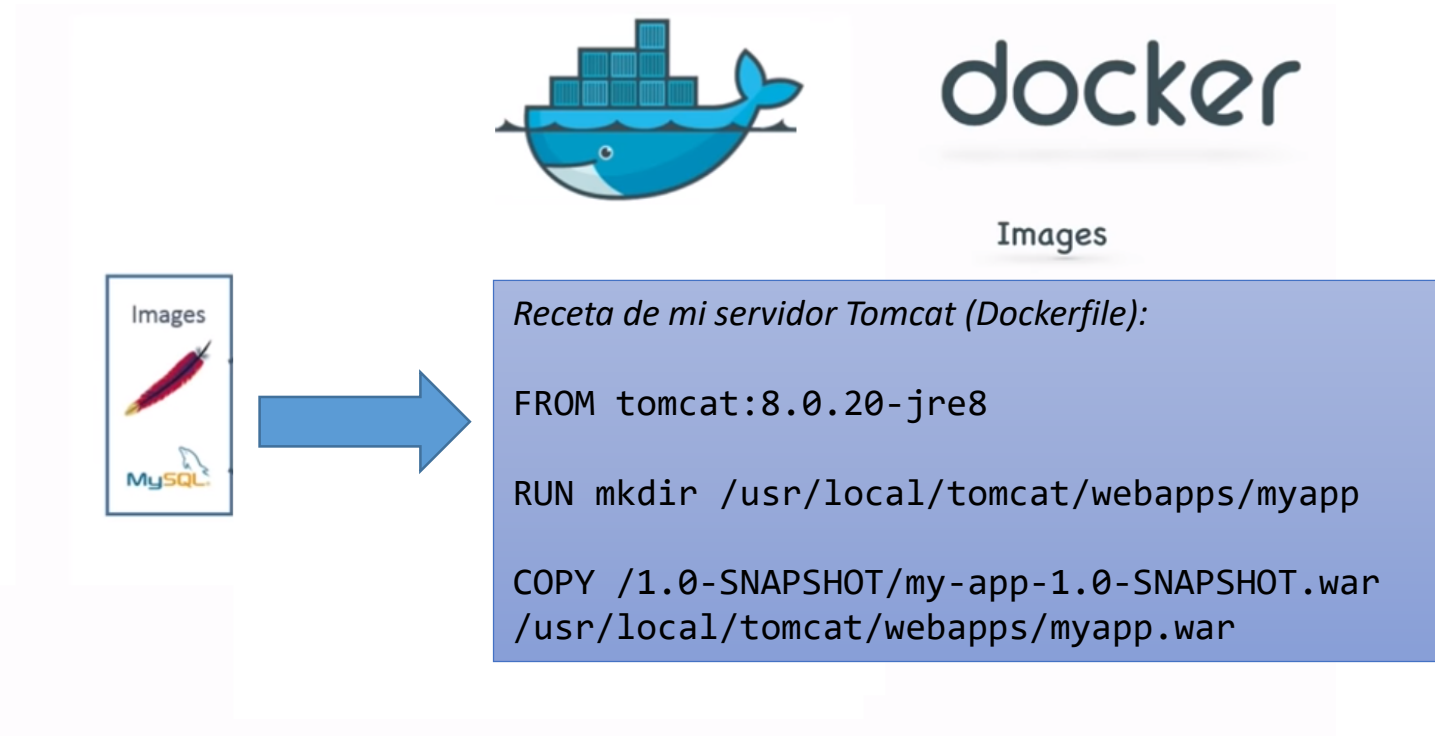 docker
Images
Images
MySQL
Receta de mi servidor Tomcat (Dockerfile):
FROM tomcat:8.0.20-jre8
RUN mkdir /usr/local/tomcat/webapps/myapp
COPY /1.0-SNAPSHOT/my-app-1.0-SNAPSHOT.war
/usr/local/tomcat/webapps/myapp.war